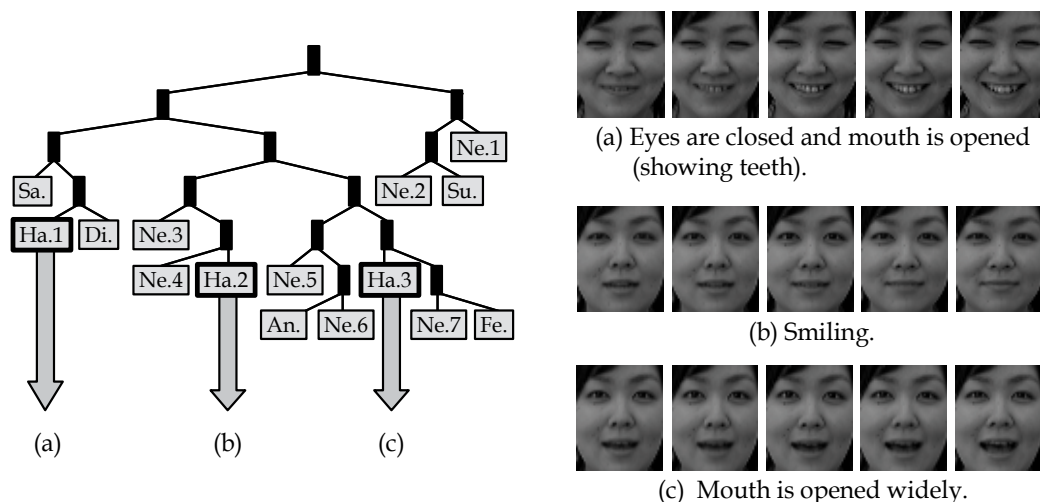 Sa.
Ne.1
Ne.2 Su.
Ha.1 Di. Ne.3
Ne.4 Ha.2 Ne.5 Ha.3
An. Ne.6 Ne.7 Fe.
(a) (b) (c)
(a) Eyes are closed and mouth is opened
(showing teeth).
(b) Smiling.
(c) Mouth is opened widely.